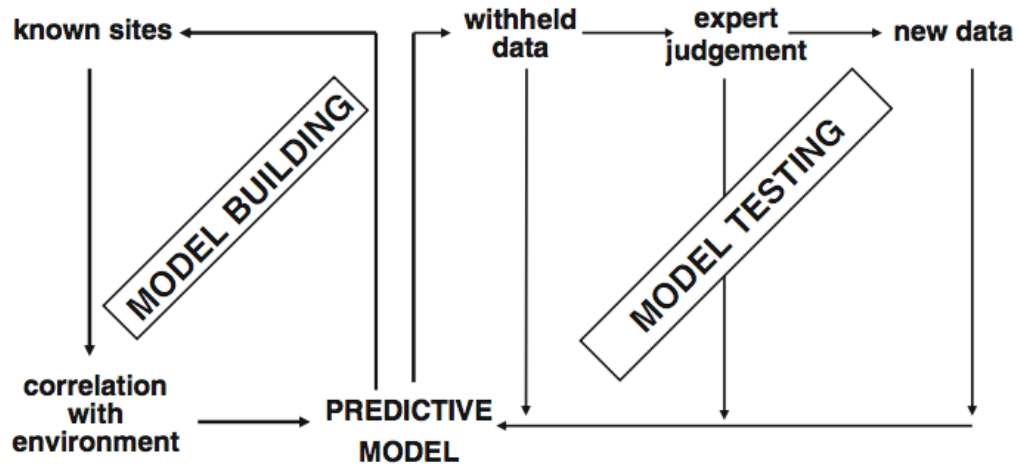 known sites
withheld
data
expert
judgement
new data
MODEL BUILDING
MODEL TESTING
correlation
with
environment
PREDICTIVE
MODEL